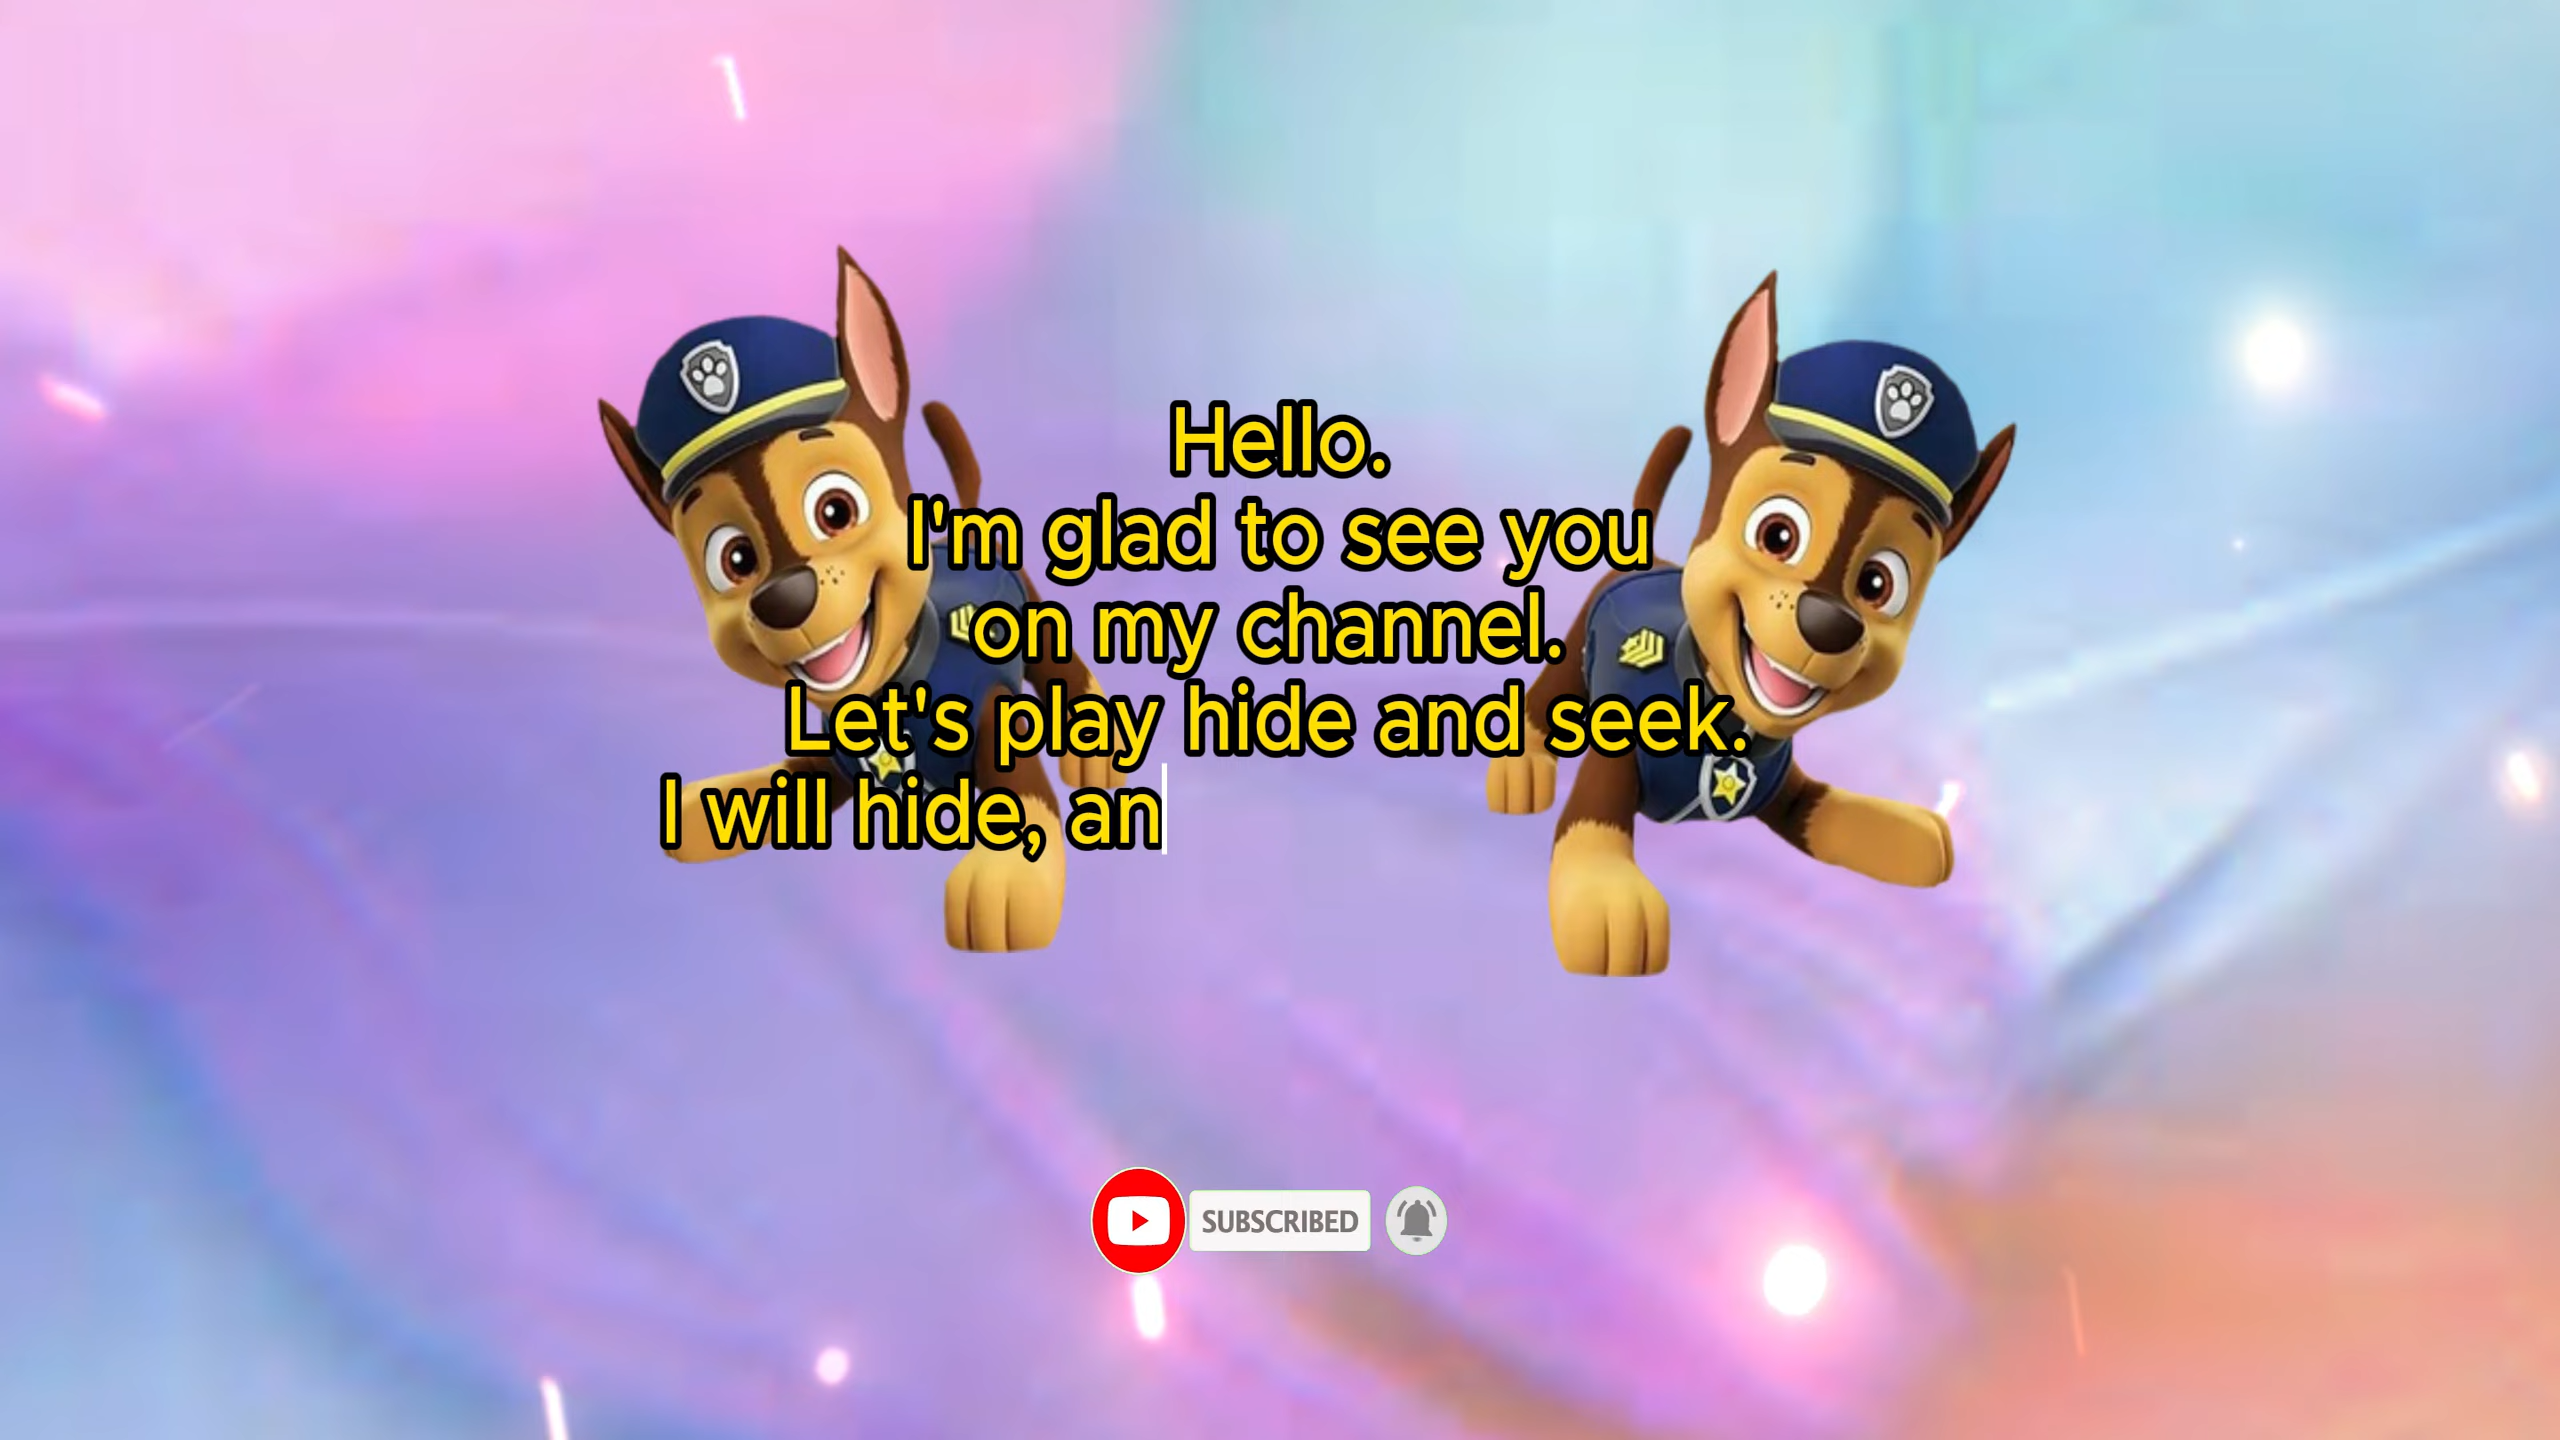 Hello.
I'm glad to see you
on my channel.
Let's play hide and seek.
I will hide, an
SUBSCRIBED